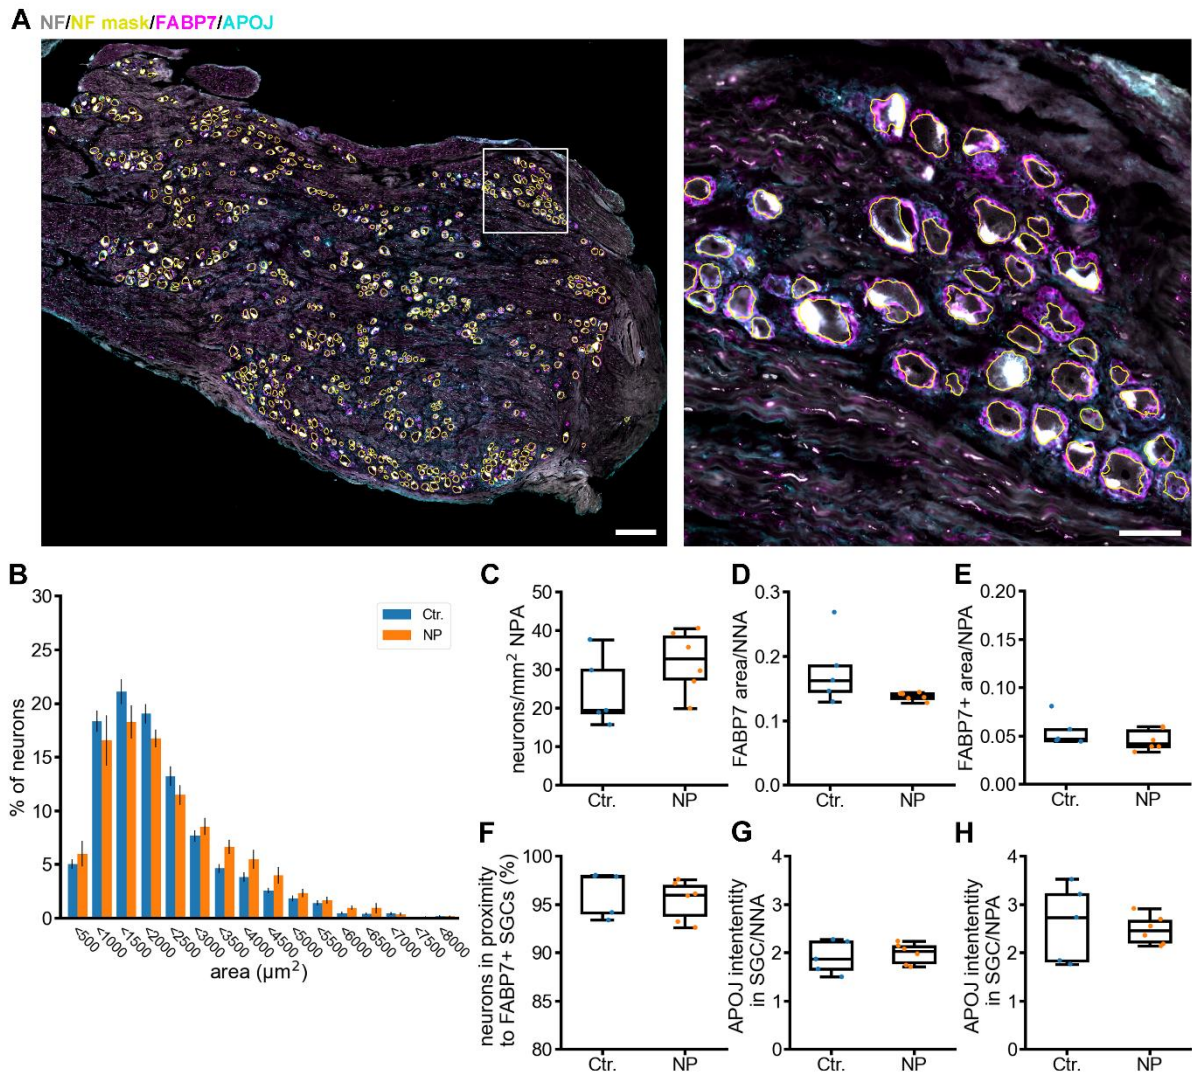 A NF/NF mask/FABP7/APOJ
B
% of neurons
30
25
20
15
10
5
0
Ctr.
NP
<500
<1000
<1500
<2000
<2500
<3000
<3500
<4000
<4500
<5000
<5500
<6000
<6500
<7000
<7500
<8000
area (µm²)
C
neurons/mm² NPA
50
40
30
20
10
0
Ctr.
NP
D
FABP7 area/NNA
0.3
0.2
0.1
0.0
Ctr.
NP
E
FABP7+ area/NPA
0.20
0.15
0.10
0.05
0.00
Ctr.
NP
F
neurons in proximity
to FABP7+ SGCs (%)
100
95
90
85
80
Ctr.
NP
G
APOJ intentity
in SGC/NNA
4
3
2
1
0
Ctr.
NP
H
APOJ intentity
in SGC/NPA
4
3
2
1
0
Ctr.
NP